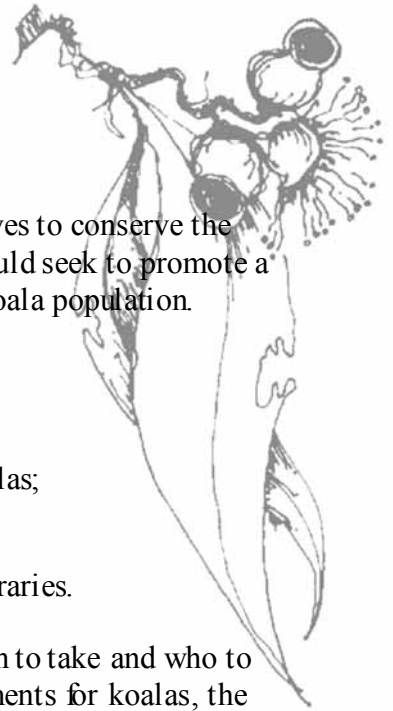 ves to conserve the
uld seek to promote a
oala population.
las;
raries.
n to take and who to
ments for koalas, the